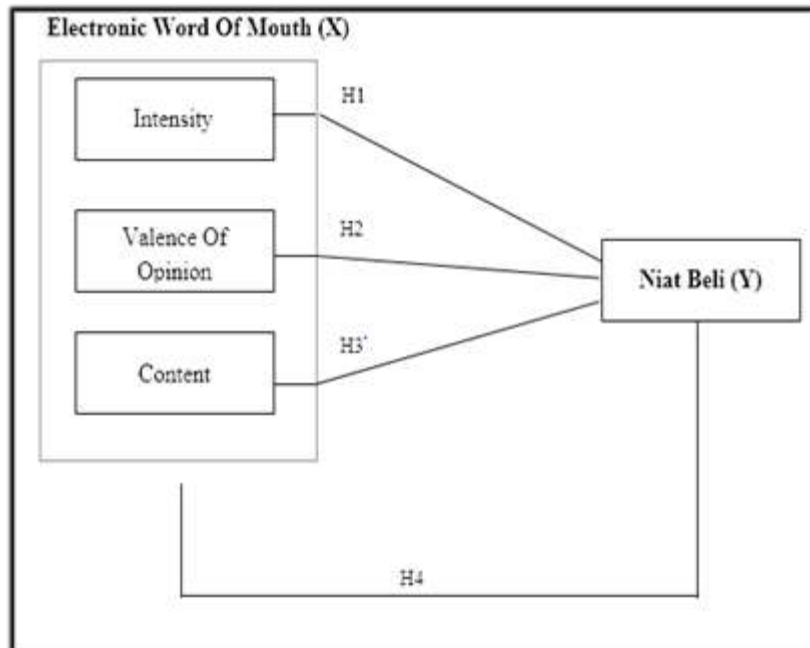 Electronic Word Of Mouth (X)
Intensity
H1
Valence Of
Opinion
H2
Content
H3'
Niat Beli (Y)
H4